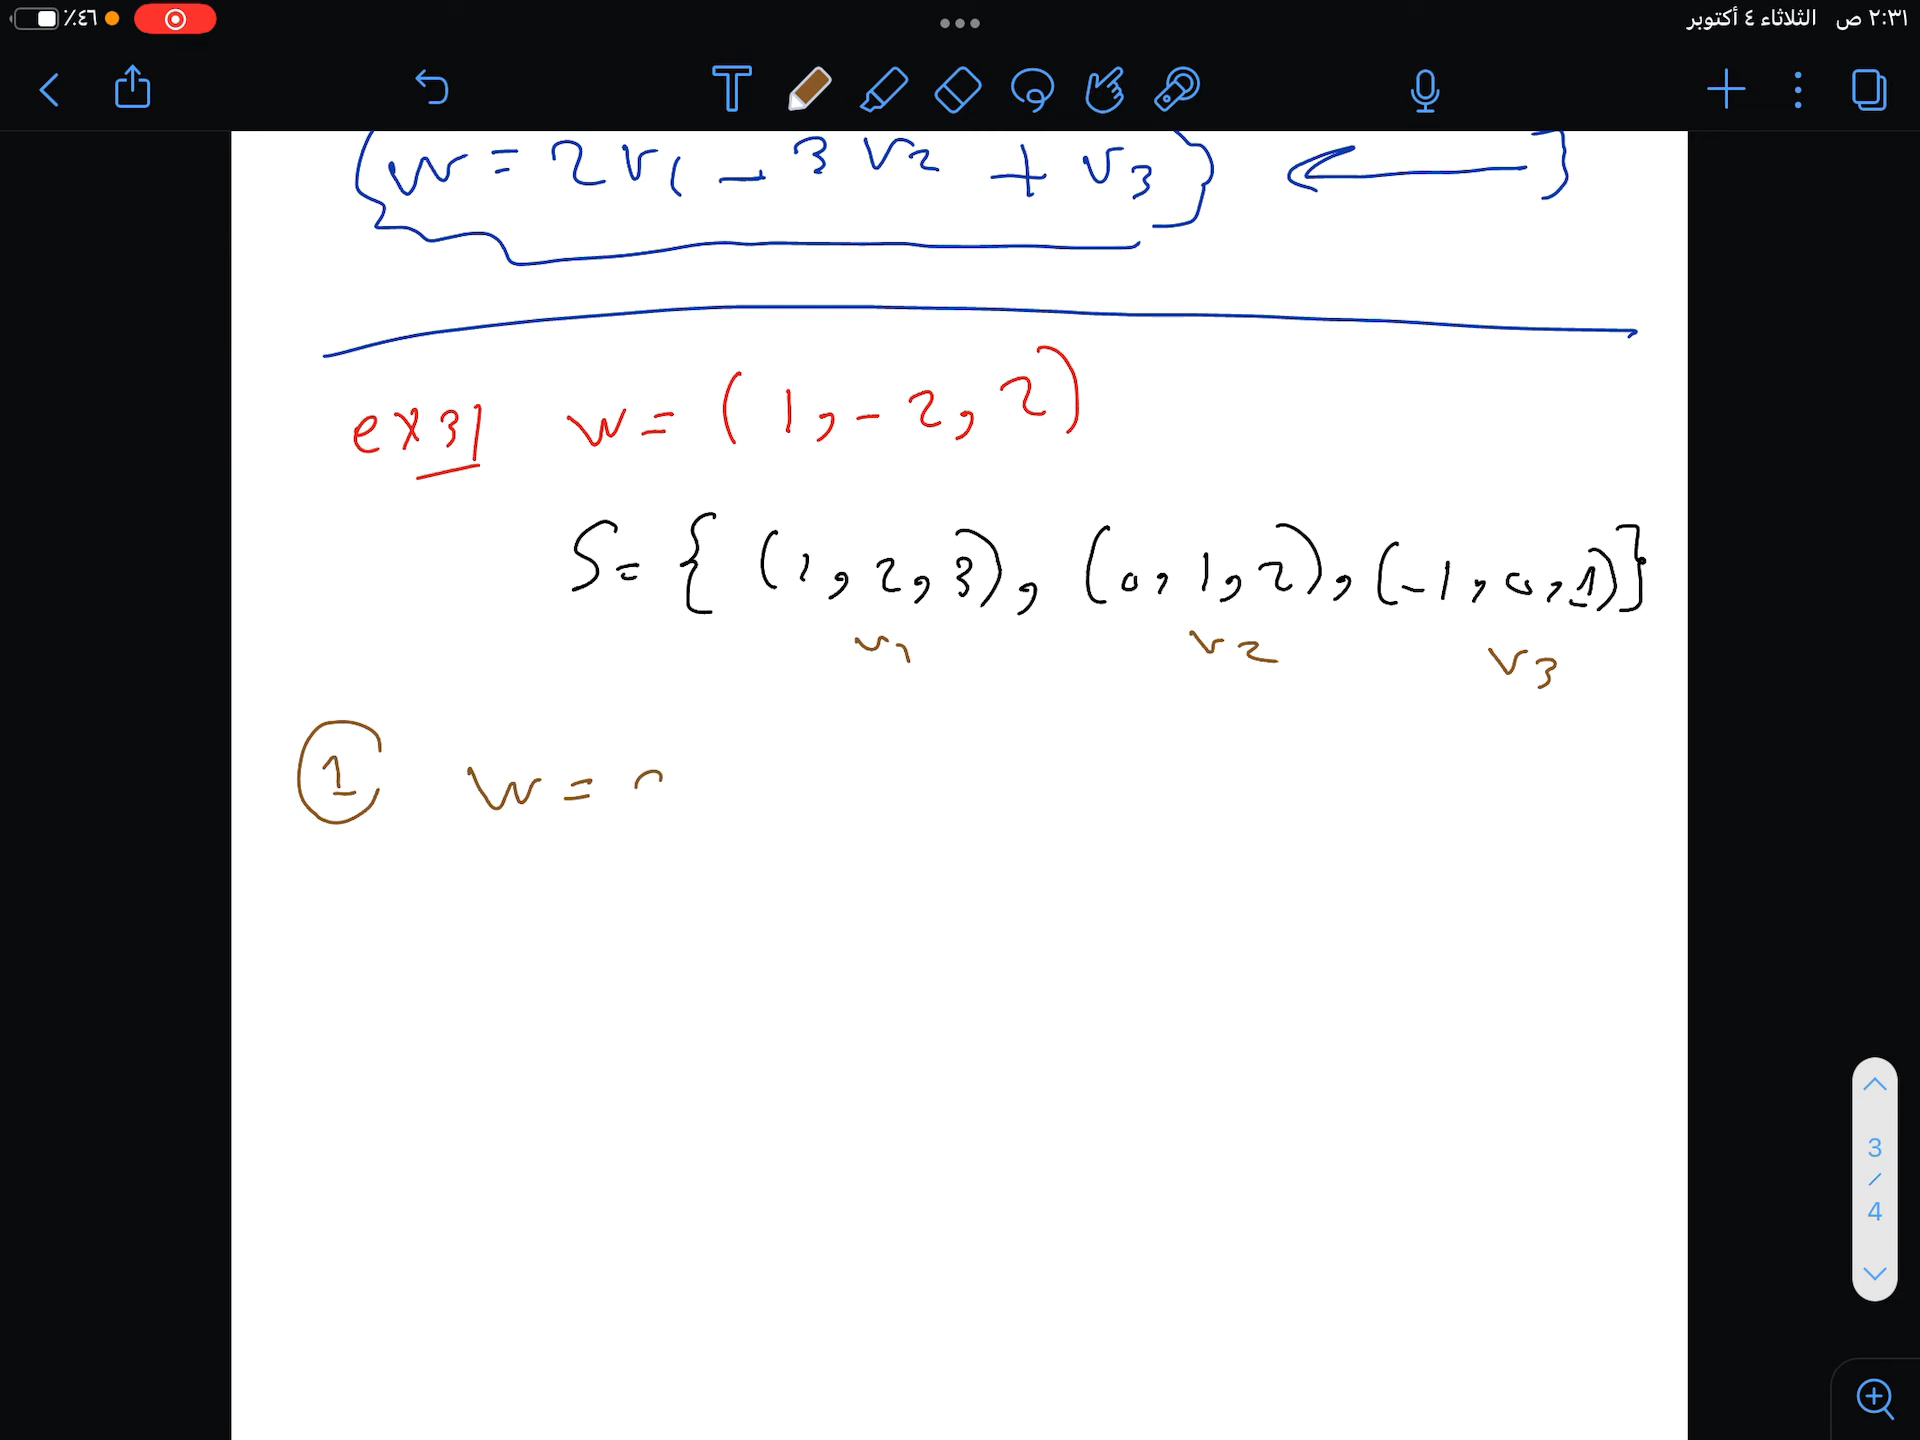 ٪٤٦ ٢:٣١ ص الثلاثاء ٤ أكتوبر
T
w = 2v1 - 3v2 + v3
ex3| w = (1, -2, 2)
S = { (1, 2, 3), (0, 1, 2), (-1, 0, 1)}
v1 v2 v3
1 w =
3
/
4